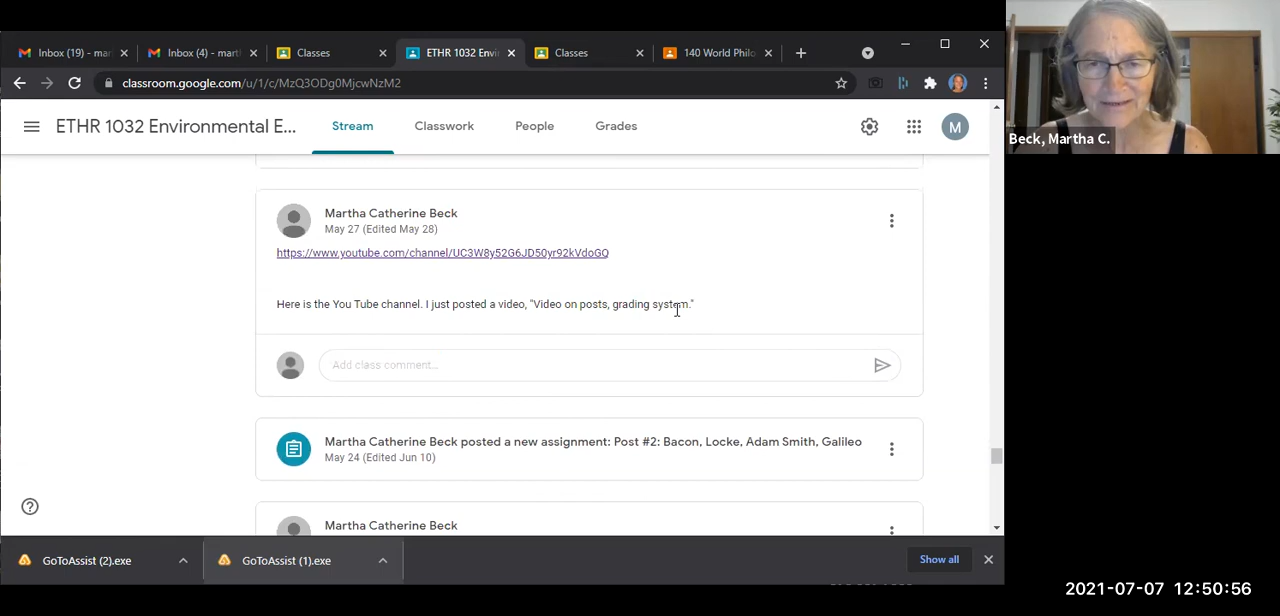 Inbox (19) - mar
Inbox (4) - mart
Classes
ETHR 1032 Envi
Classes
140 World Philo
classroom.google.com/u/1/c/MzQ3ODg0MjcwNzM2
Beck, Martha C.
ETHR 1032 Environmental E...
Stream
Classwork
People
Grades
M
Martha Catherine Beck
May 27 (Edited May 28)
https://www.youtube.com/channel/UC3W8y52G6JD50yr92kVdoGQ
Here is the You Tube channel. I just posted a video, "Video on posts, grading system."
Add class comment...
Martha Catherine Beck posted a new assignment: Post #2: Bacon, Locke, Adam Smith, Galileo
May 24 (Edited Jun 10)
Martha Catherine Beck
GoToAssist (2).exe
GoToAssist (1).exe
Show all
2021-07-07 12:50:56